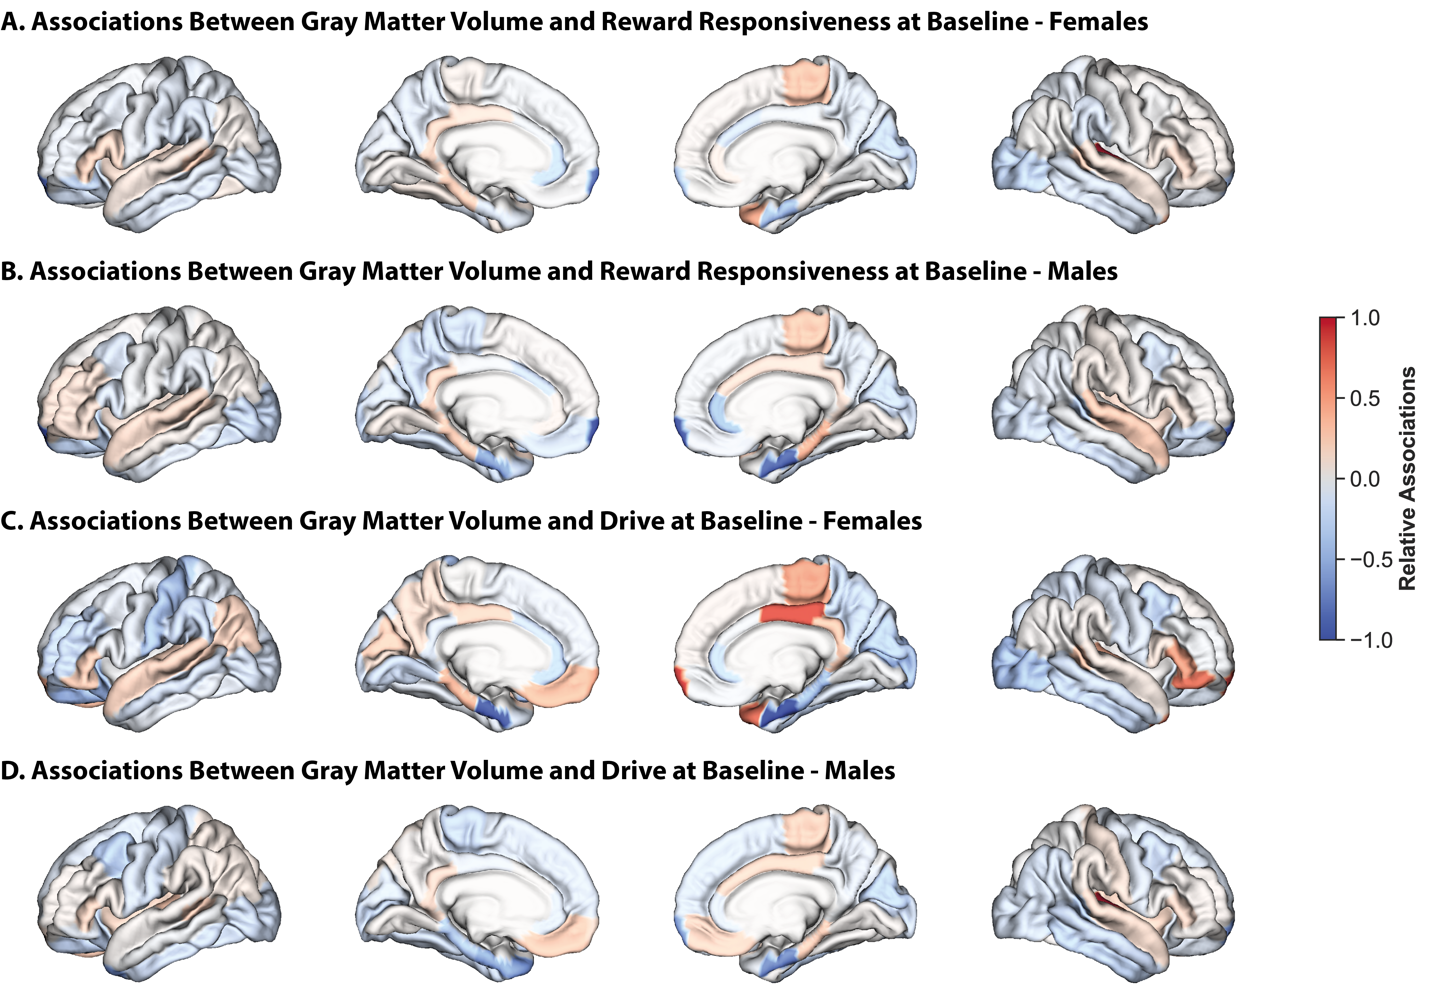 A. Associations Between Gray Matter Volume and Reward Responsiveness at Baseline - Females
B. Associations Between Gray Matter Volume and Reward Responsiveness at Baseline - Males
1.0
0.5
0.0
−0.5
−1.0
Relative Associations
C. Associations Between Gray Matter Volume and Drive at Baseline - Females
D. Associations Between Gray Matter Volume and Drive at Baseline - Males